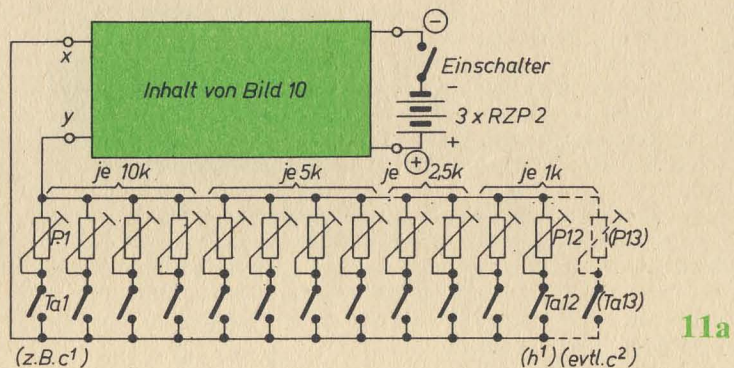 x
Inhalt von Bild 10
−
Einschalter
−
3 x RZP 2
+
y
+
je 10k
je 5k
je 2,5k
je 1k
P1
P12
(P13)
Ta1
Ta12
(Ta13)
11a
(z.B.c¹)
(h¹)
(evtl.c²)